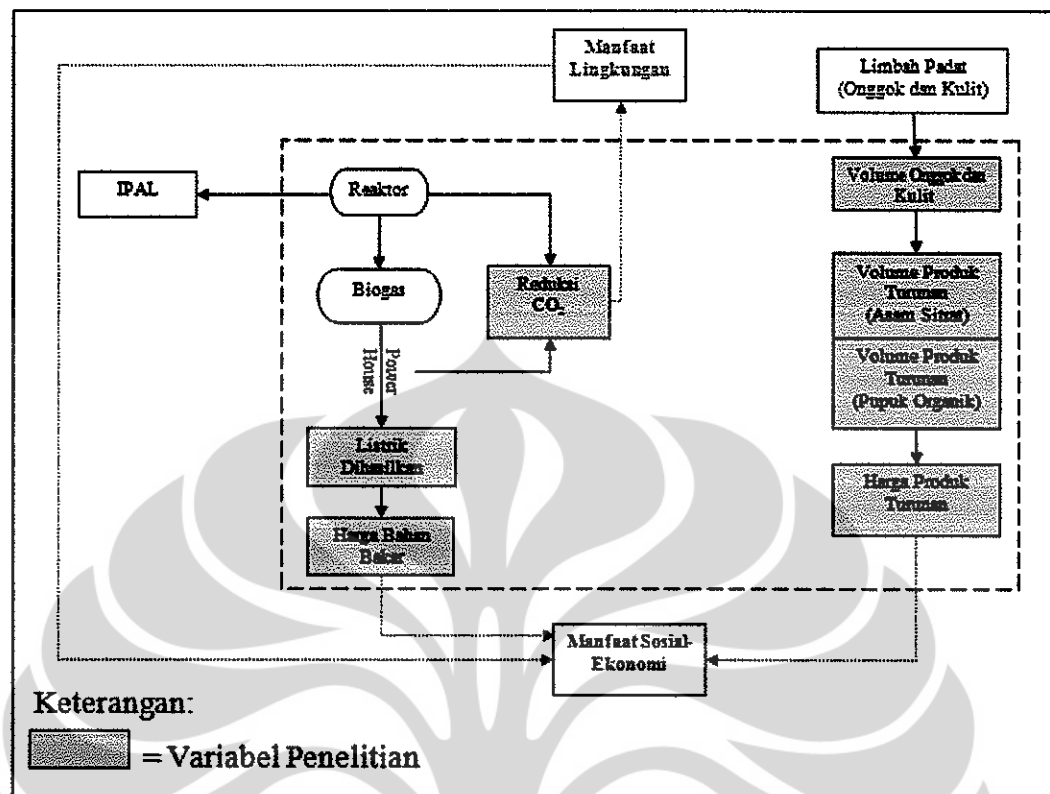 Manfaat
Lingkungan
Limbah Padat
(Onggok dan Kulit)
IPAL
Reaktor
Volume Onggok dan
Kulit
Biogas
Reduksi
CO₂
Volume Produk
Turunan
(Asam Sitrat)
Power
House
Volume Produk
Turunan
(Pupuk Organik)
Listrik
Dihasilkan
Harga Produk
Turunan
Harga Bahan
Bakar
Manfaat Sosial-
Ekonomi
Keterangan:
= Variabel Penelitian